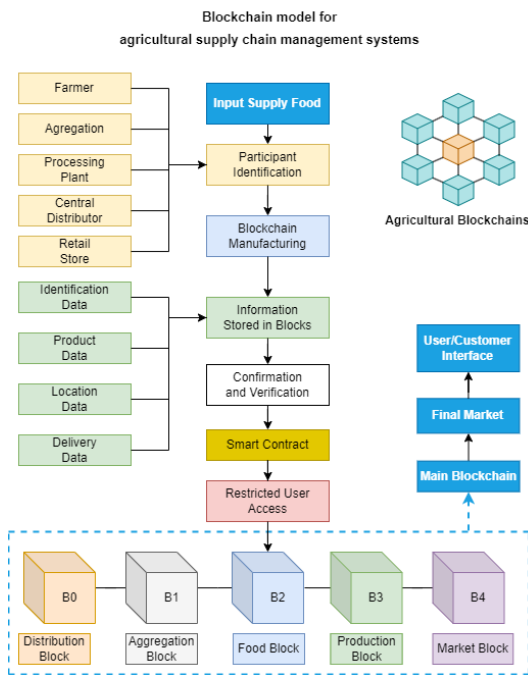 Blockchain model for
agricultural supply chain management systems
Farmer
Agregation
Processing
Plant
Central
Distributor
Retail
Store
Identification
Data
Product
Data
Location
Data
Delivery
Data
Input Supply Food
Participant
Identification
Blockchain
Manufacturing
Information
Stored in Blocks
Confirmation
and Verification
Smart Contract
Restricted User
Access
Agricultural Blockchains
User/Customer
Interface
Final Market
Main Blockchain
B0
B1
B2
B3
B4
Distribution
Block
Aggregation
Block
Food Block
Production
Block
Market Block